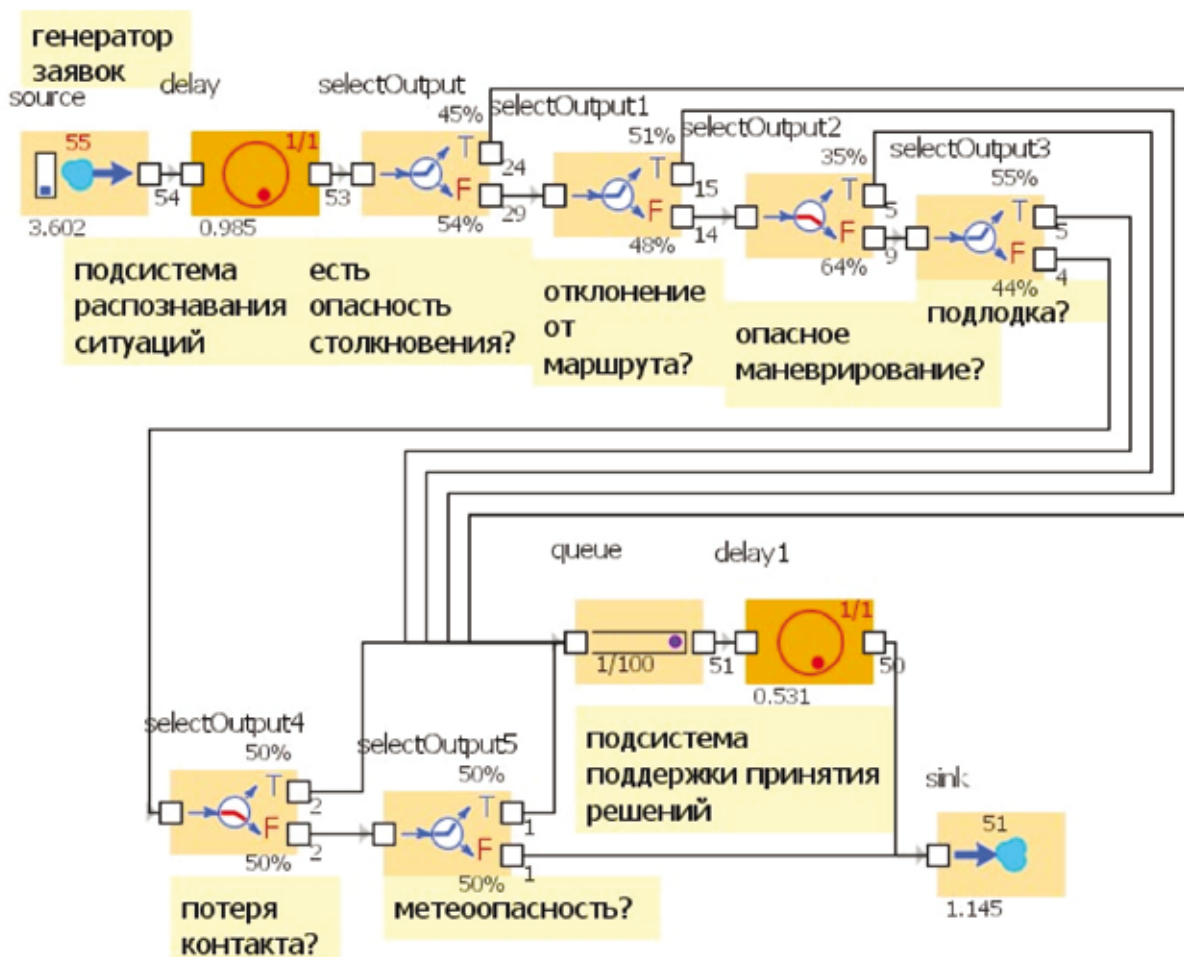 генератор
заявок
source
delay
selectOutput
45%
selectOutput1
51%
selectOutput2
35%
selectOutput3
55%
55
1/1
T
24
T
15
T
5
T
5
54
53
F
29
F
14
F
9
F
4
3.602
0.985
54%
48%
64%
44%
подсистема
распознавания
ситуаций
есть
опасность
столкновения?
отклонение
от
маршрута?
опасное
маневрирование?
подлодка?
queue
delay1
1/1
1/100
51
50
0.531
selectOutput4
50%
selectOutput5
50%
T
2
T
1
F
2
F
1
50%
50%
подсистема
поддержки принятия
решений
sink
51
1.145
потеря
контакта?
метеоопасность?